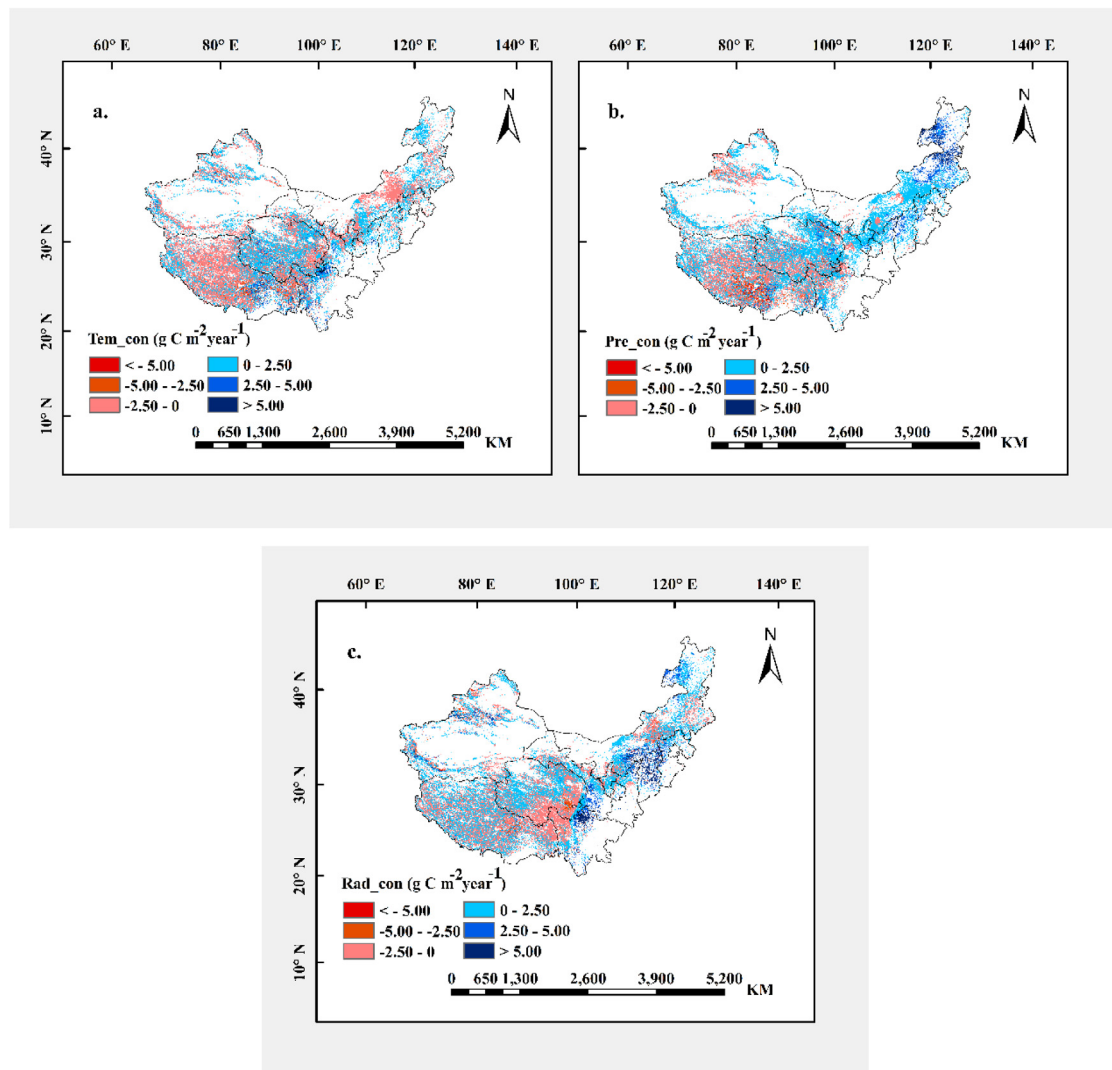 60° E 80° E 100° E 120° E 140° E
a.
N
40° N
30° N
20° N
10° N
Tem_con (g C m-2year-1)
< - 5.00 0 - 2.50
-5.00 - -2.50 2.50 - 5.00
-2.50 - 0 > 5.00
0 650 1,300 2,600 3,900 5,200 KM
60° E 80° E 100° E 120° E 140° E
b.
N
Pre_con (g C m-2year-1)
< - 5.00 0 - 2.50
-5.00 - -2.50 2.50 - 5.00
-2.50 - 0 > 5.00
0 650 1,300 2,600 3,900 5,200 KM
60° E 80° E 100° E 120° E 140° E
c.
N
40° N
30° N
20° N
10° N
Rad_con (g C m-2year-1)
< - 5.00 0 - 2.50
-5.00 - -2.50 2.50 - 5.00
-2.50 - 0 > 5.00
0 650 1,300 2,600 3,900 5,200 KM